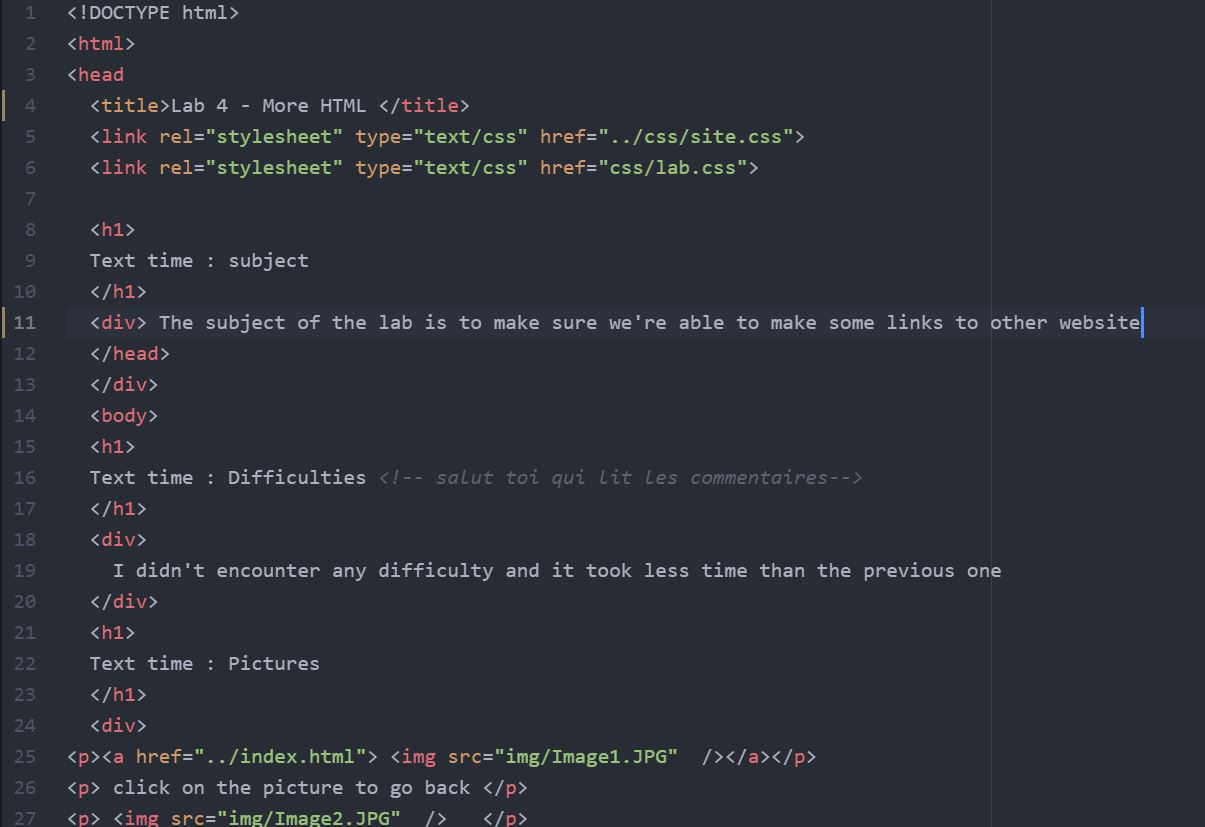 1 <!DOCTYPE html>
2 <html>
3 <head
4 <title>Lab 4 - More HTML </title>
5 <link rel="stylesheet" type="text/css" href="../css/site.css">
6 <link rel="stylesheet" type="text/css" href="css/lab.css">
7
8 <h1>
9 Text time : subject
10 </h1>
11 <div> The subject of the lab is to make sure we're able to make some links to other website
12 </head>
13 </div>
14 <body>
15 <h1>
16 Text time : Difficulties <!-- salut toi qui lit les commentaires-->
17 </h1>
18 <div>
19 I didn't encounter any difficulty and it took less time than the previous one
20 </div>
21 <h1>
22 Text time : Pictures
23 </h1>
24 <div>
25 <p><a href="../index.html"> <img src="img/Image1.JPG"  /></a></p>
26 <p> click on the picture to go back </p>
27 <p> <img src="img/Image2.JPG"  />   </p>